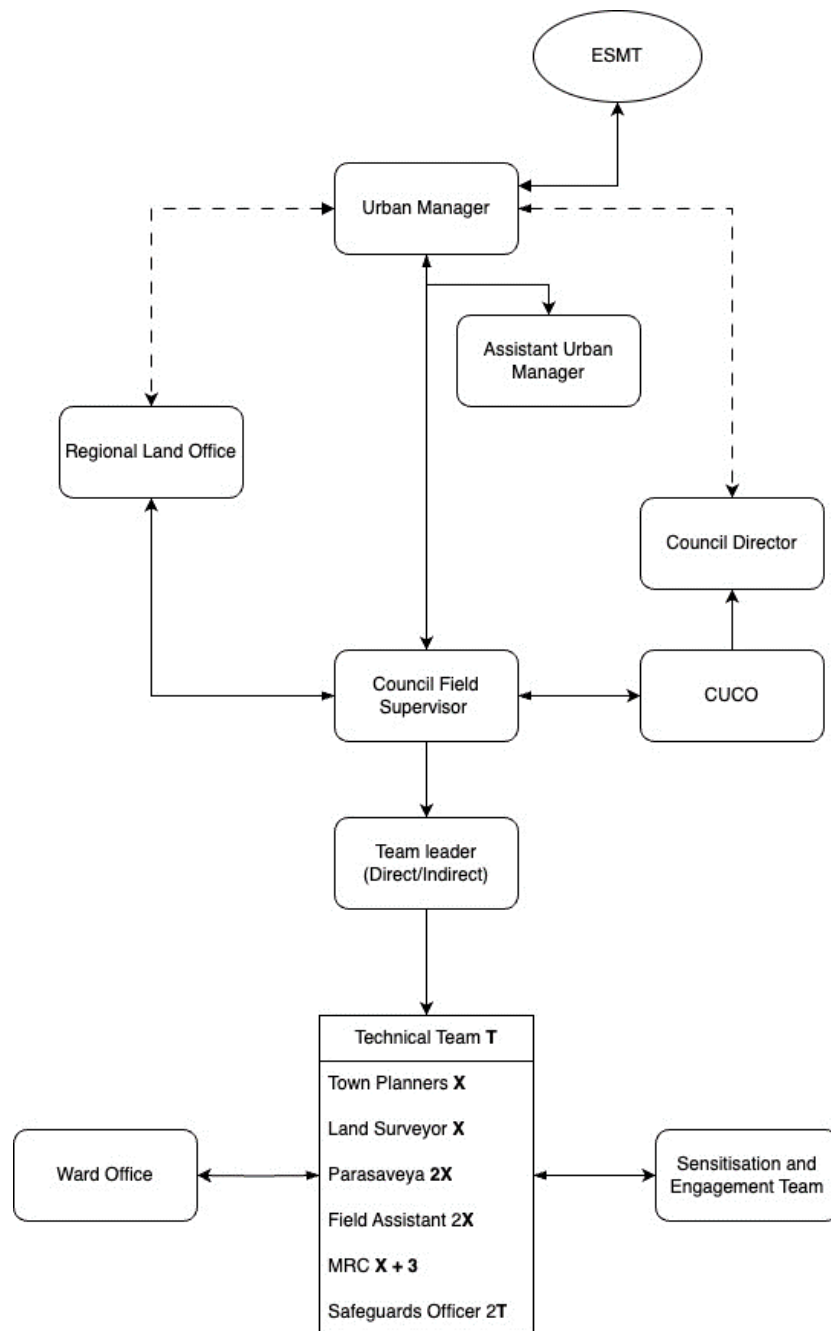 ESMT
Urban Manager
Assistant Urban
Manager
Regional Land Office
Council Director
Council Field
Supervisor
CUCO
Team leader
(Direct/Indirect)
Technical Team T
Town Planners X
Land Surveyor X
Parasaveya 2X
Field Assistant 2X
MRC X + 3
Safeguards Officer 2T
Ward Office
Sensitisation and
Engagement Team